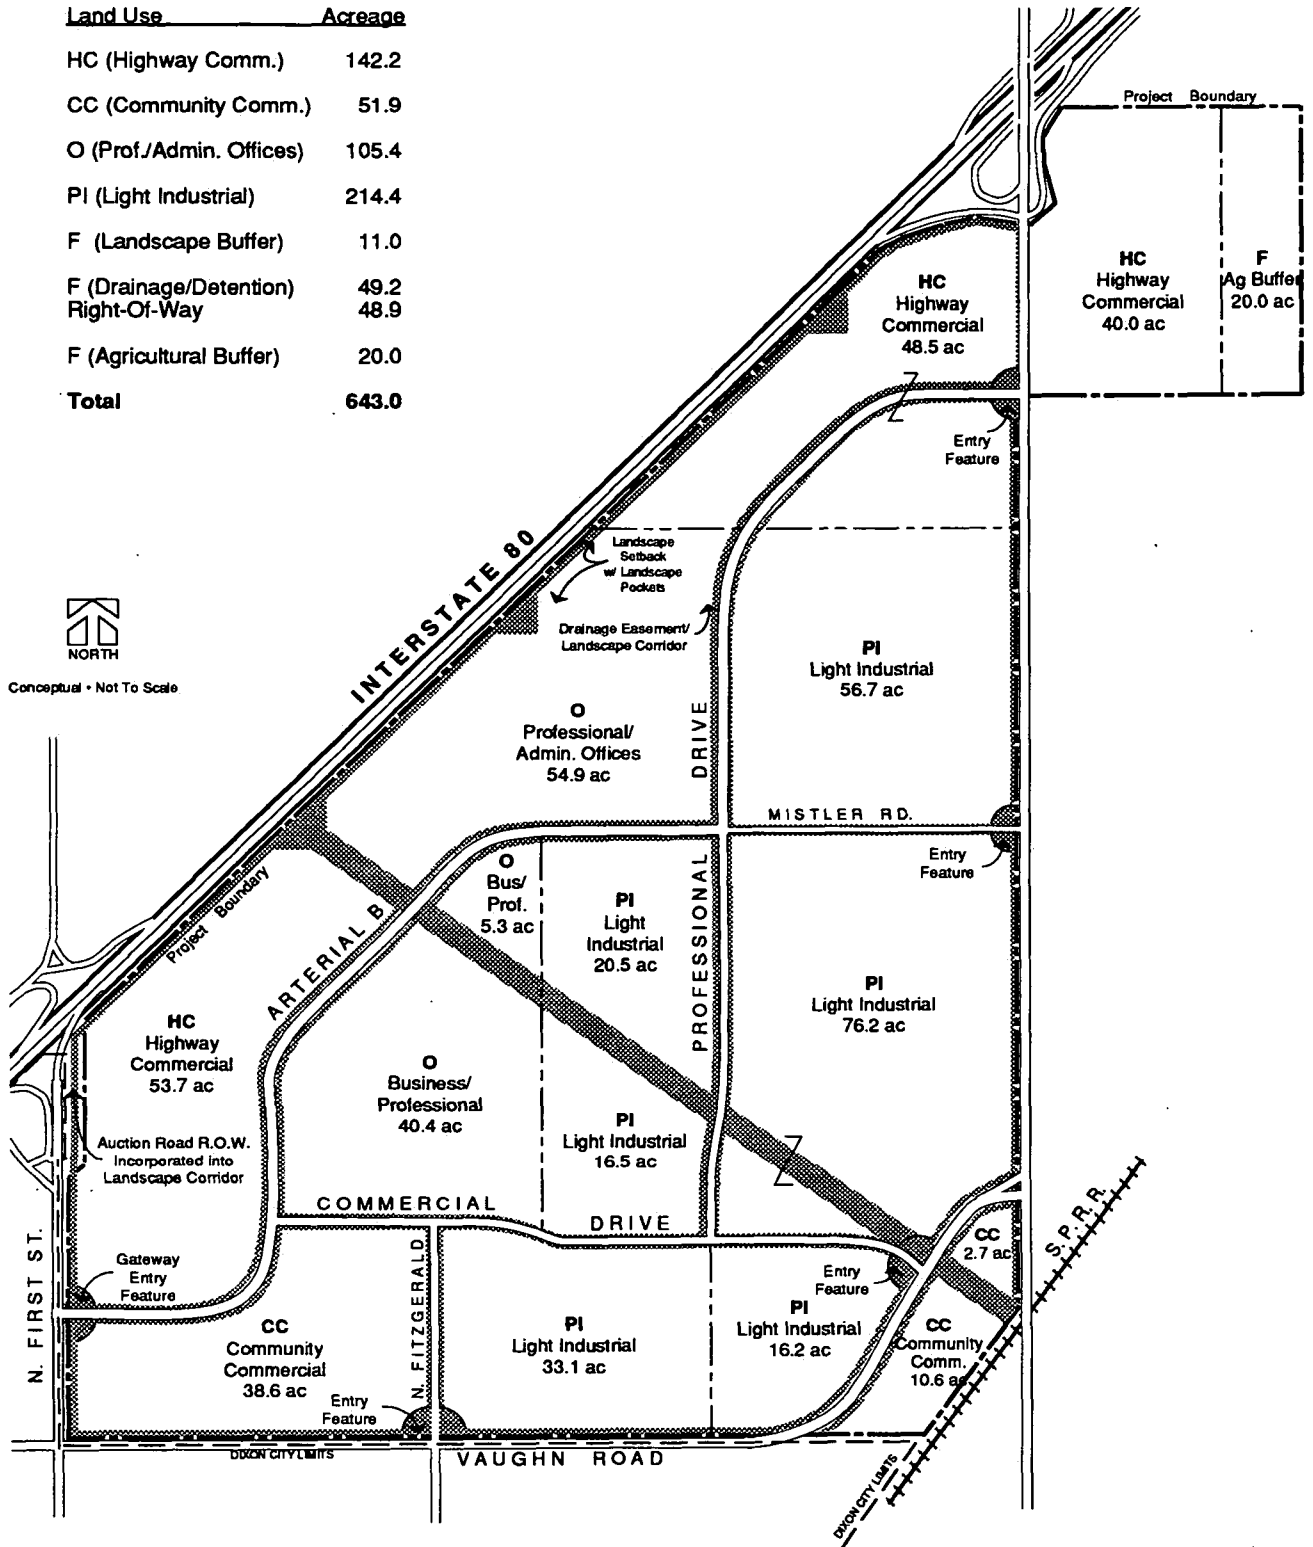 Land Use Acreage
HC (Highway Comm.) 142.2
CC (Community Comm.) 51.9
O (Prof./Admin. Offices) 105.4
PI (Light Industrial) 214.4
F (Landscape Buffer) 11.0
F (Drainage/Detention) 49.2
Right-Of-Way 48.9
F (Agricultural Buffer) 20.0
Total 643.0
Project Boundary
HC
Highway
Commercial
40.0 ac
F
Ag Buffer
20.0 ac
HC
Highway
Commercial
48.5 ac
Entry
Feature
INTERSTATE 80
Landscape
Setback
w/ Landscape
Pockets
Drainage Easement/
Landscape Corridor
NORTH
Conceptual • Not To Scale
PI
Light Industrial
56.7 ac
O
Professional/
Admin. Offices
54.9 ac
PROFESSIONAL DRIVE
MISTLER RD.
Entry
Feature
Project Boundary
O
Bus/
Prof.
5.3 ac
PI
Light
Industrial
20.5 ac
ARTERIAL B
PI
Light Industrial
76.2 ac
HC
Highway
Commercial
53.7 ac
O
Business/
Professional
40.4 ac
PI
Light Industrial
16.5 ac
Auction Road R.O.W.
Incorporated into
Landscape Corridor
COMMERCIAL DRIVE
N. FIRST ST.
Gateway
Entry
Feature
N. FITZGERALD
CC
2.7 ac
S. P. R. R.
Entry
Feature
CC
Community
Commercial
38.6 ac
PI
Light Industrial
33.1 ac
PI
Light Industrial
16.2 ac
CC
Community
Comm.
10.6 ac
Entry
Feature
DIXON CITY LIMITS
VAUGHN ROAD
DIXON CITY LIMITS